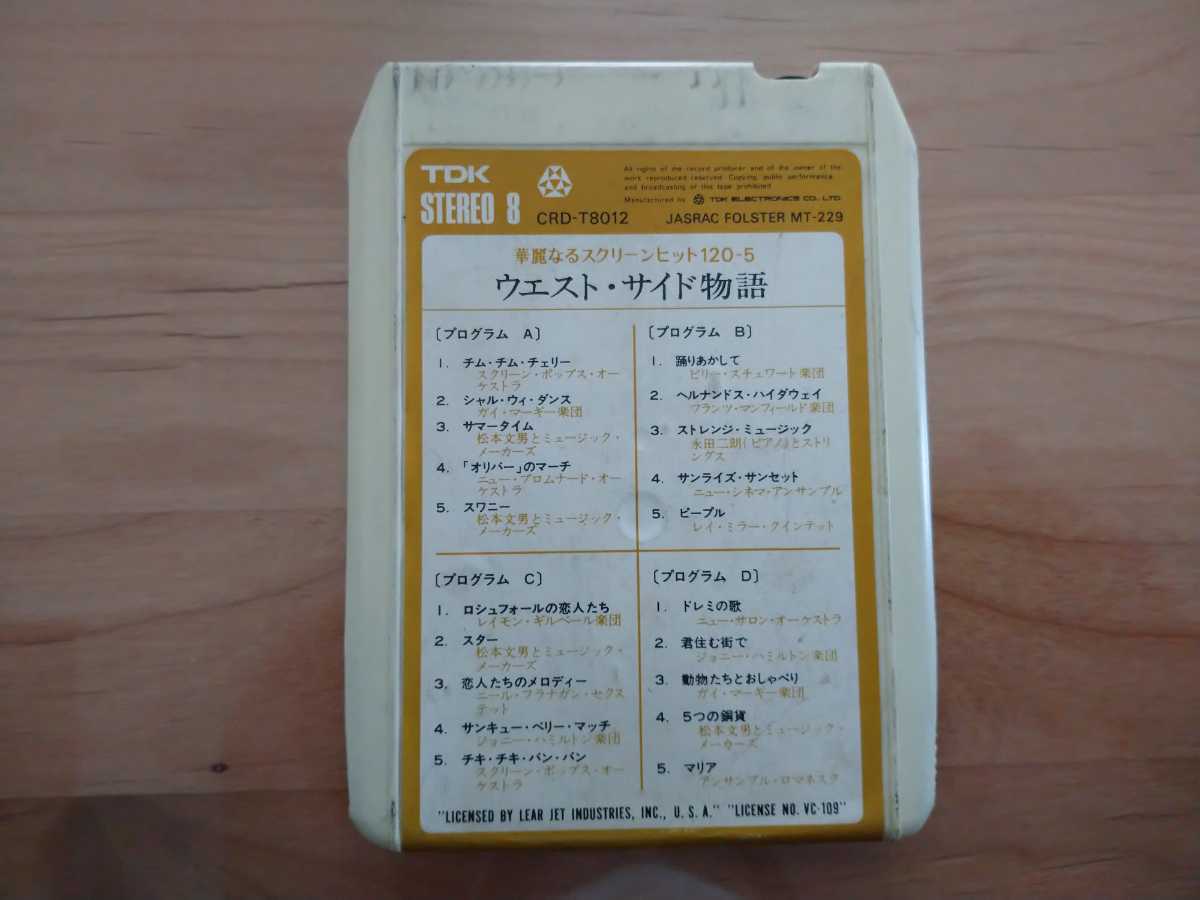 TDK
STEREO 8
CRD-T8012
All rights of the record producer and of the owner of the
work reproduced reserved. Copying, public performance,
and broadcasting of this tape prohibited
Manufactured by TDK ELECTRONICS CO., LTD.
JASRAC FOLSTER MT-229
華麗なるスクリーンヒット120-5
ウエスト・サイド物語
〔プログラム A〕
1. チム・チム・チェリー
スクリーン・ポップス・オー
ケストラ
2. シャル・ウィ・ダンス
ガイ・マーギー楽団
3. サマータイム
松本文男とミュージック・
メーカーズ
4. 「オリバー」のマーチ
ニュー・プロムナード・オー
ケストラ
5. スワニー
松本文男とミュージック・
メーカーズ
〔プログラム B〕
1. 踊りあかして
ビリー・スチュワート楽団
2. ヘルナンドス・ハイダウェイ
フランツ・マンフィールド楽団
3. ストレンジ・ミュージック
永田二朗(ピアノ)とストリ
ングス
4. サンライズ・サンセット
ニュー・シネマ・アンサンブル
5. ピープル
レイ・ミラー・クインテット
〔プログラム C〕
1. ロシュフォールの恋人たち
レイモン・ギルベール楽団
2. スター
松本文男とミュージック・
メーカーズ
3. 恋人たちのメロディー
ニール・フラナガン・セクス
テット
4. サンキュー・ベリー・マッチ
ジョニー・ハミルトン楽団
5. チキ・チキ・バン・バン
スクリーン・ポップス・オー
ケストラ
〔プログラム D〕
1. ドレミの歌
ニュー・サロン・オーケストラ
2. 君住む街で
ジョニー・ハミルトン楽団
3. 動物たちとおしゃべり
ガイ・マーギー楽団
4. 5つの銅貨
松本文男とミュージック・
メーカーズ
5. マリア
アンサンブル・ロマネスク
"LICENSED BY LEAR JET INDUSTRIES, INC., U. S. A." "LICENSE NO. VC-109"